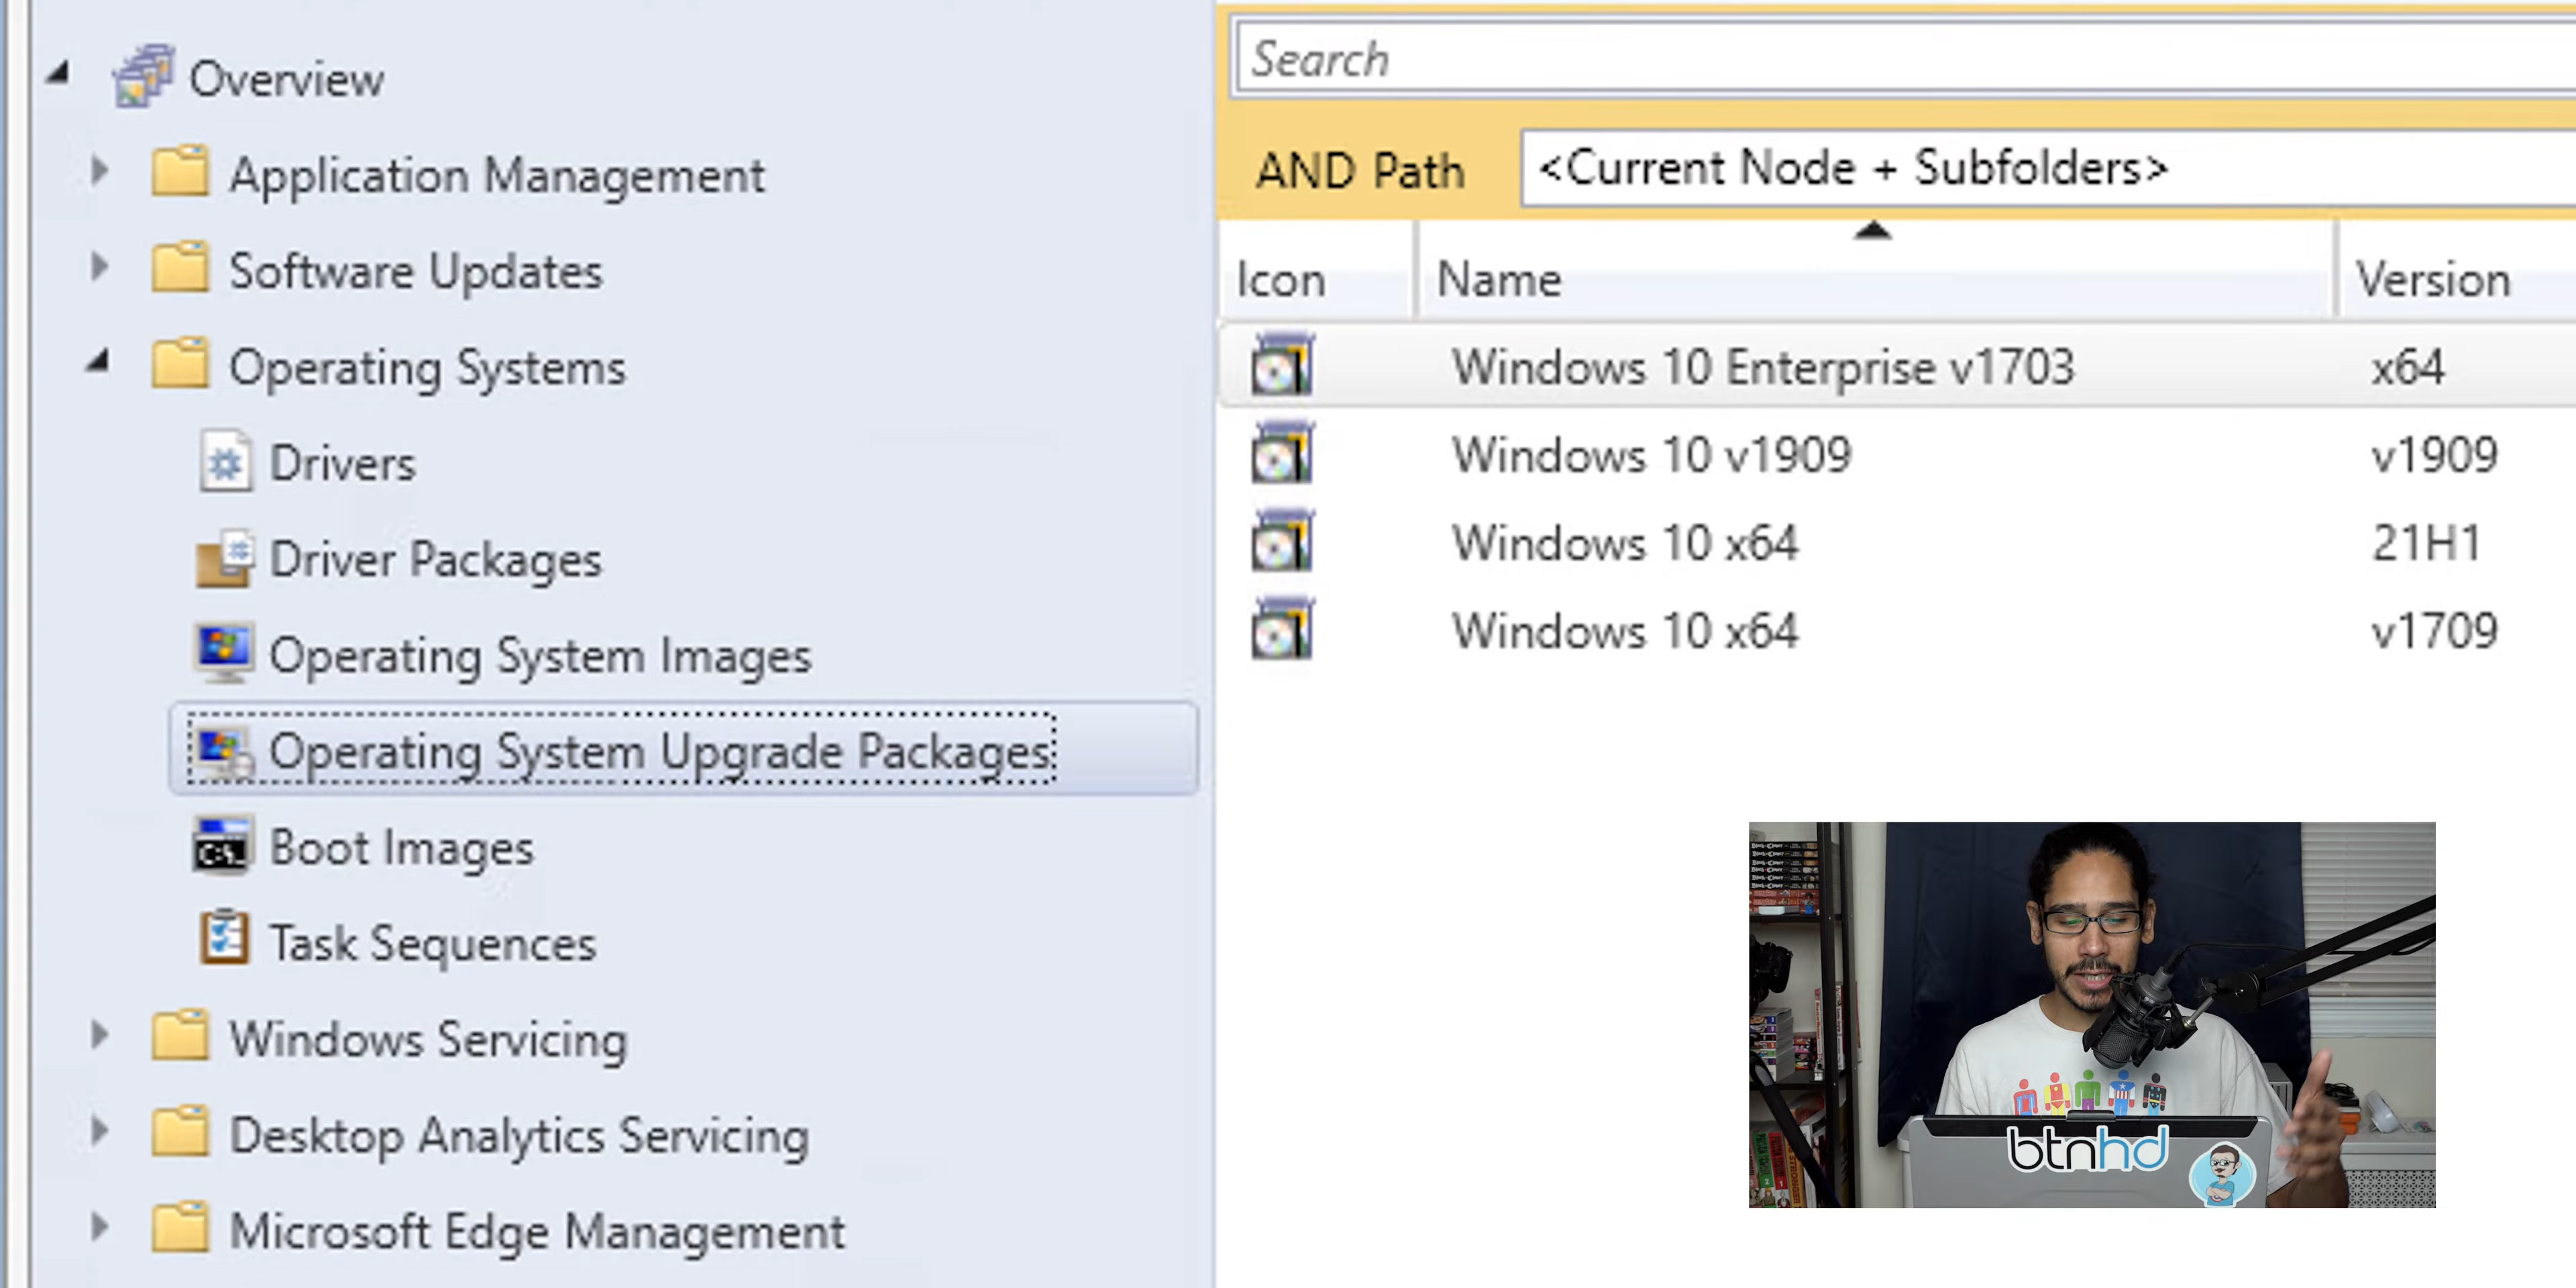 Overview
Application Management
Software Updates
Operating Systems
Drivers
Driver Packages
Operating System Images
Operating System Upgrade Packages
C:\_
Boot Images
Task Sequences
Windows Servicing
Desktop Analytics Servicing
Microsoft Edge Management
Search
AND Path <Current Node + Subfolders>
Icon Name Version
Windows 10 Enterprise v1703 x64
Windows 10 v1909 v1909
Windows 10 x64 21H1
Windows 10 x64 v1709
btnhd